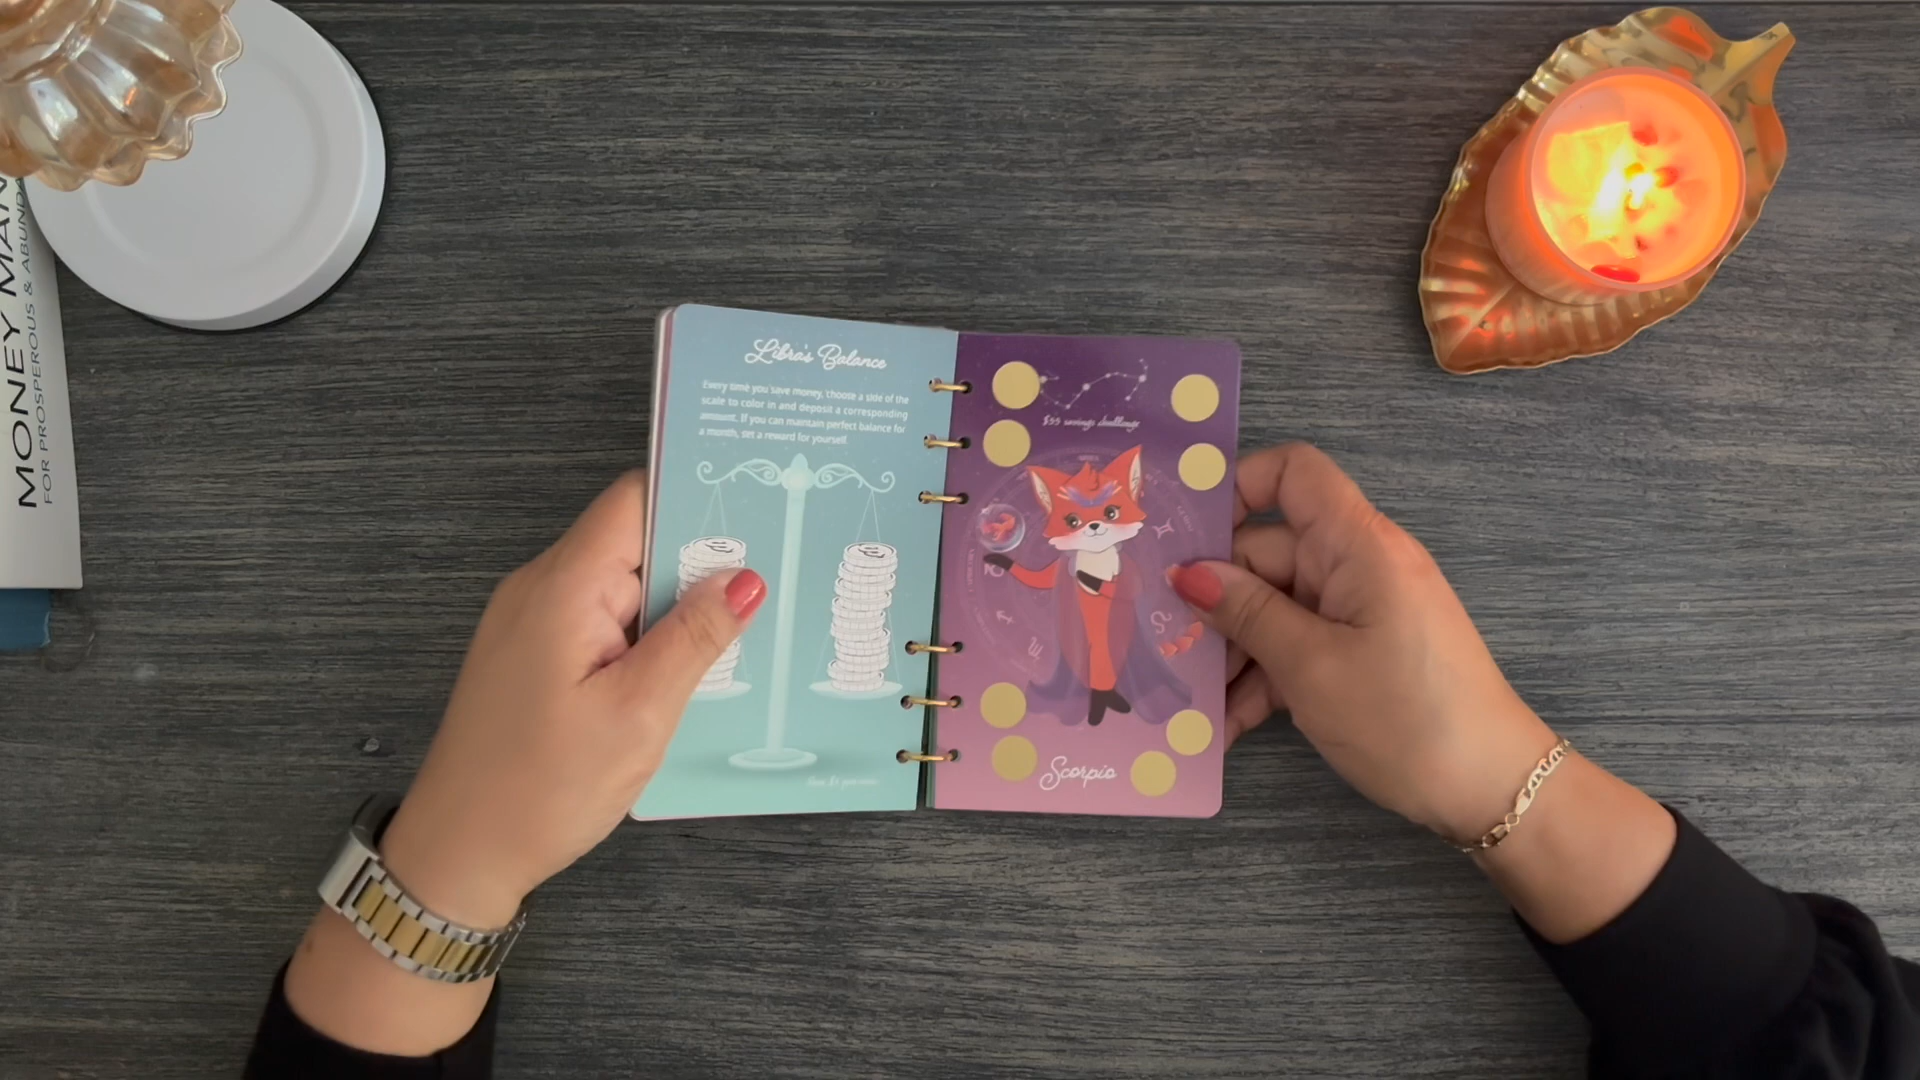 MONEY
FOR PROSPEROUS & ABUNDA
Libra's Balance
Every time you save money, choose a side of the
scale to color in and deposit a corresponding
amount. If you can maintain perfect balance for
a month, set a reward for yourself.
$55 savings challenge
Scorpio